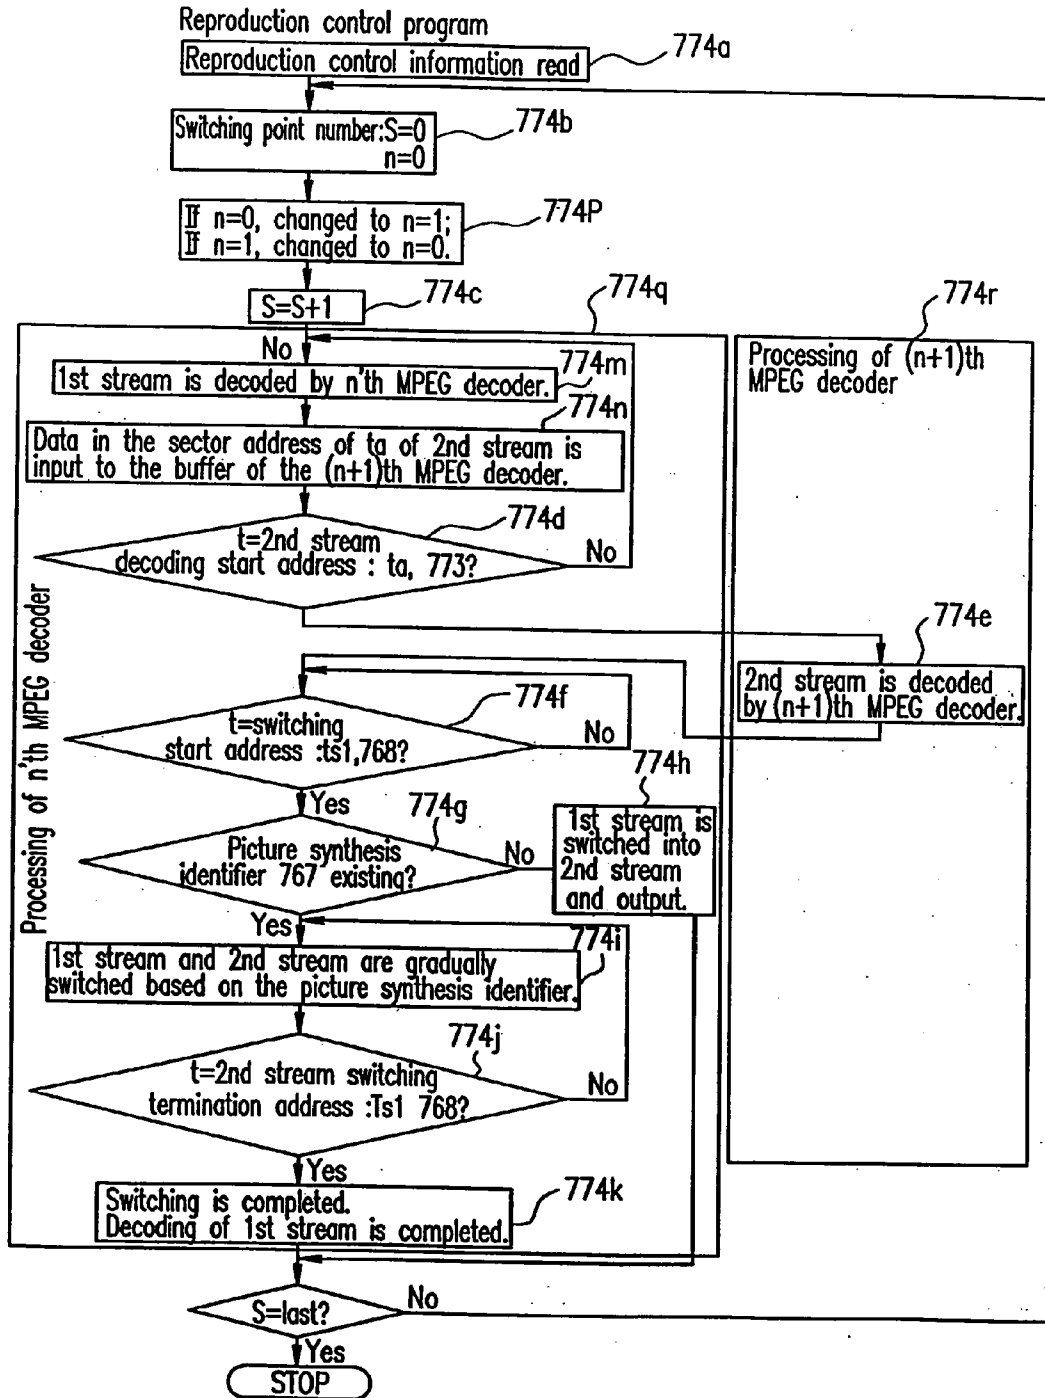 Reproduction control program
Reproduction control information read
774a
Switching point number:S=0
n=0
774b
If n=0, changed to n=1;
If n=1, changed to n=0.
774P
S=S+1
774c
774q
774r
No
1st stream is decoded by n'th MPEG decoder.
774m
Processing of (n+1)th
MPEG decoder
774n
Data in the sector address of ta of 2nd stream is
input to the buffer of the (n+1)th MPEG decoder.
774d
t=2nd stream
decoding start address : ta, 773?
No
Processing of n'th MPEG decoder
774e
2nd stream is decoded
by (n+1)th MPEG decoder.
774f
t=switching
start address :ts1,768?
No
Yes
774g
774h
Picture synthesis
identifier 767 existing?
No
1st stream is
switched into
2nd stream
and output.
Yes
774i
1st stream and 2nd stream are gradually
switched based on the picture synthesis identifier.
774j
t=2nd stream switching
termination address :Ts1 768?
No
Yes
774k
Switching is completed.
Decoding of 1st stream is completed.
S=last?
No
Yes
STOP